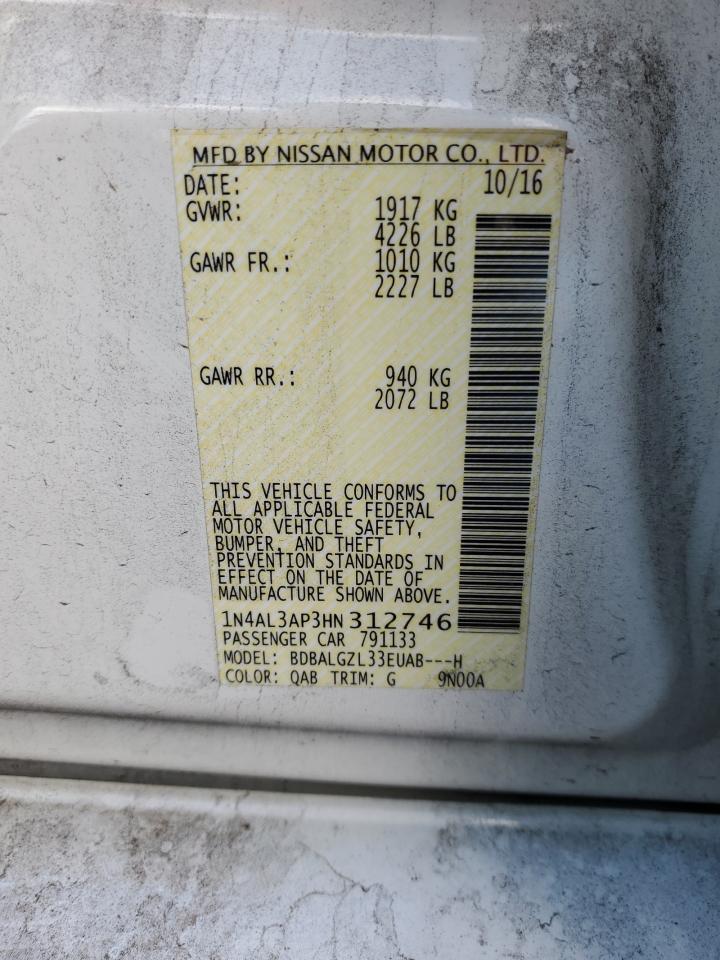 MFD BY NISSAN MOTOR CO., LTD.
DATE: 10/16
GVWR: 1917 KG
4226 LB
GAWR FR.: 1010 KG
2227 LB
GAWR RR.: 940 KG
2072 LB
THIS VEHICLE CONFORMS TO
ALL APPLICABLE FEDERAL
MOTOR VEHICLE SAFETY,
BUMPER, AND THEFT
PREVENTION STANDARDS IN
EFFECT ON THE DATE OF
MANUFACTURE SHOWN ABOVE.
1N4AL3AP3HN312746
PASSENGER CAR 791133
MODEL: BDBALGZL33EUAB---H
COLOR: QAB TRIM: G 9N00A